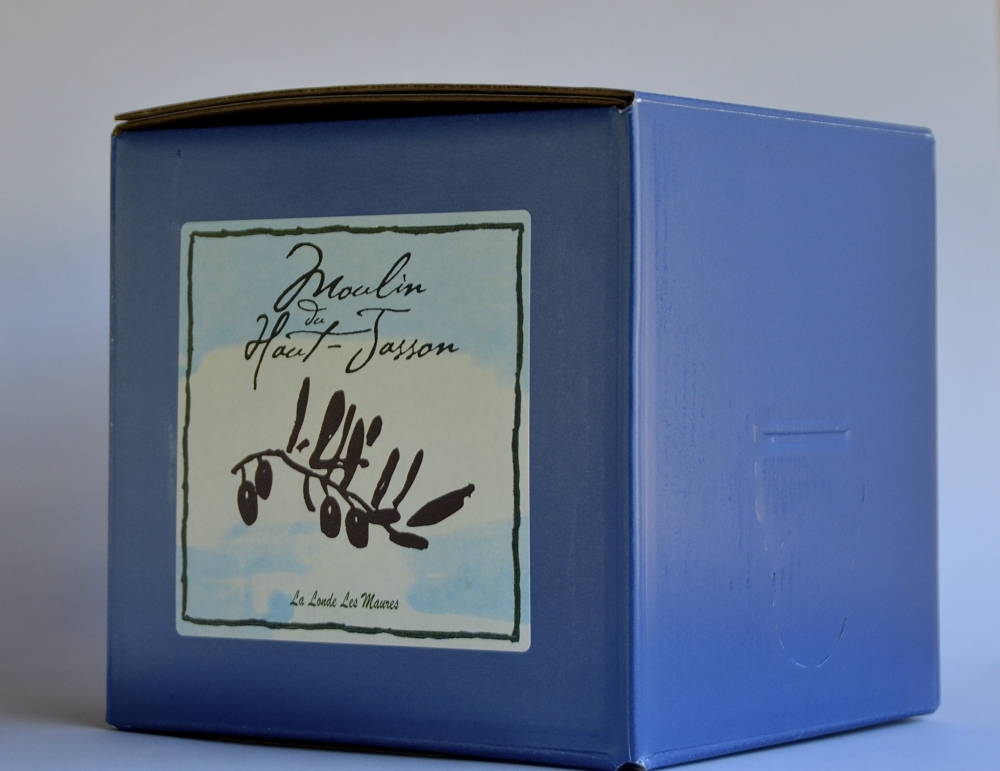 Moulin
du
Haut-Jasson
La Londe Les Maures